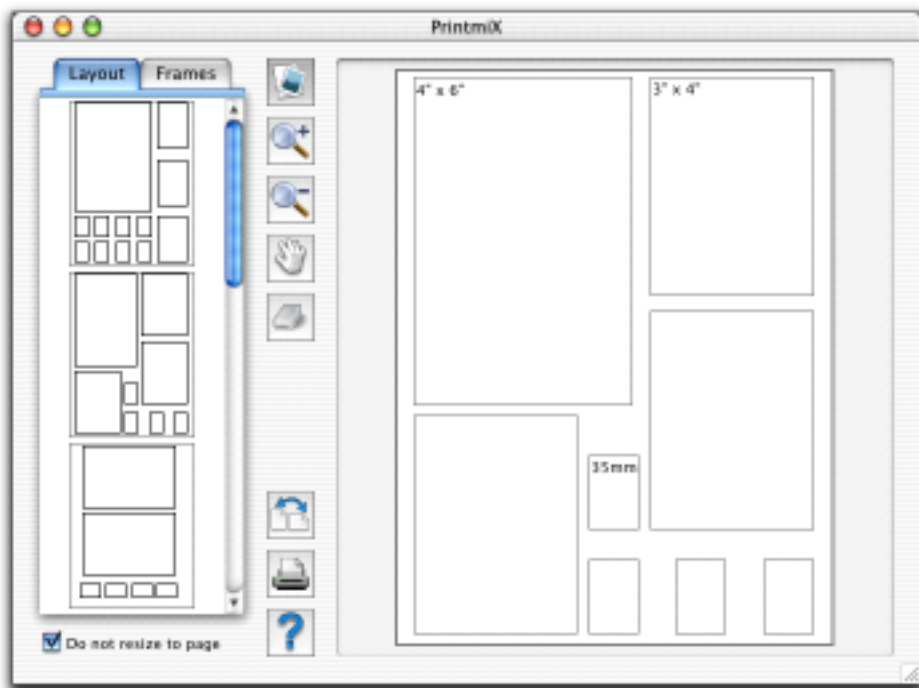 PrintmiX
Layout Frames
4" x 6"
3" x 4"
35mm
Do not resize to page